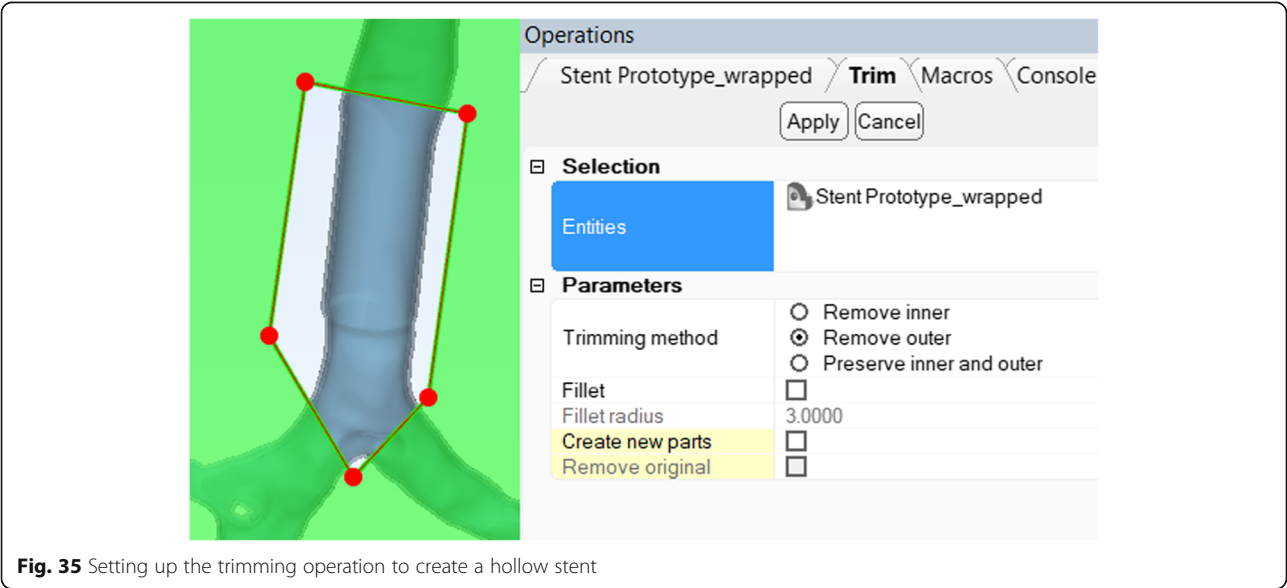 Operations
Stent Prototype_wrapped Trim Macros Console
Apply Cancel
Selection
Entities Stent Prototype_wrapped
Parameters
Trimming method
Remove inner
Remove outer
Preserve inner and outer
Fillet
Fillet radius 3.0000
Create new parts
Remove original
Fig. 35 Setting up the trimming operation to create a hollow stent